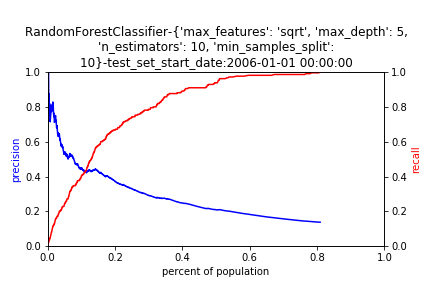 RandomForestClassifier-{'max_features': 'sqrt', 'max_depth': 5,
'n_estimators': 10, 'min_samples_split':
10}-test_set_start_date:2006-01-01 00:00:00
1.0 1.0
0.8 0.8
0.6 0.6
precision recall
0.4 0.4
0.2 0.2
0.0 0.0
0.0 0.2 0.4 0.6 0.8 1.0
percent of population